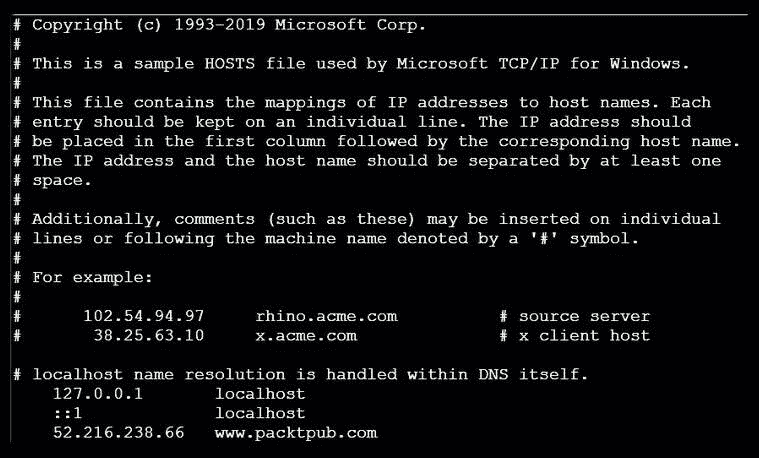 # Copyright (c) 1993-2019 Microsoft Corp.
#
# This is a sample HOSTS file used by Microsoft TCP/IP for Windows.
#
# This file contains the mappings of IP addresses to host names. Each
# entry should be kept on an individual line. The IP address should
# be placed in the first column followed by the corresponding host name.
# The IP address and the host name should be separated by at least one
# space.
#
# Additionally, comments (such as these) may be inserted on individual
# lines or following the machine name denoted by a '#' symbol.
#
# For example:
#
#      102.54.94.97     rhino.acme.com          # source server
#       38.25.63.10     x.acme.com              # x client host

# localhost name resolution is handled within DNS itself.
    127.0.0.1       localhost
    ::1             localhost
    52.216.238.66   www.packtpub.com